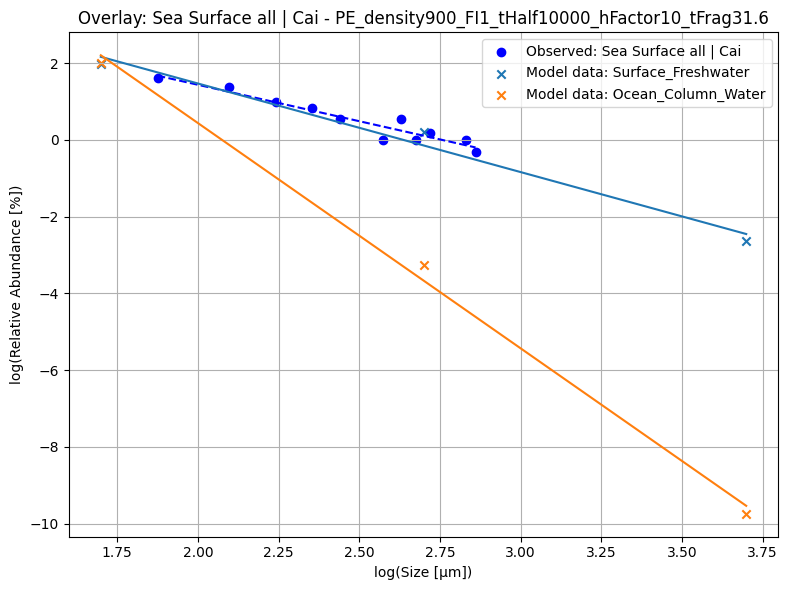 Overlay: Sea Surface all | Cai - PE_density900_FI1_tHalf10000_hFactor10_tFrag31.6
Observed: Sea Surface all | Cai
Model data: Surface_Freshwater
Model data: Ocean_Column_Water
log(Relative Abundance [%])
2
0
−2
−4
−6
−8
−10
1.75 2.00 2.25 2.50 2.75 3.00 3.25 3.50 3.75
log(Size [µm])